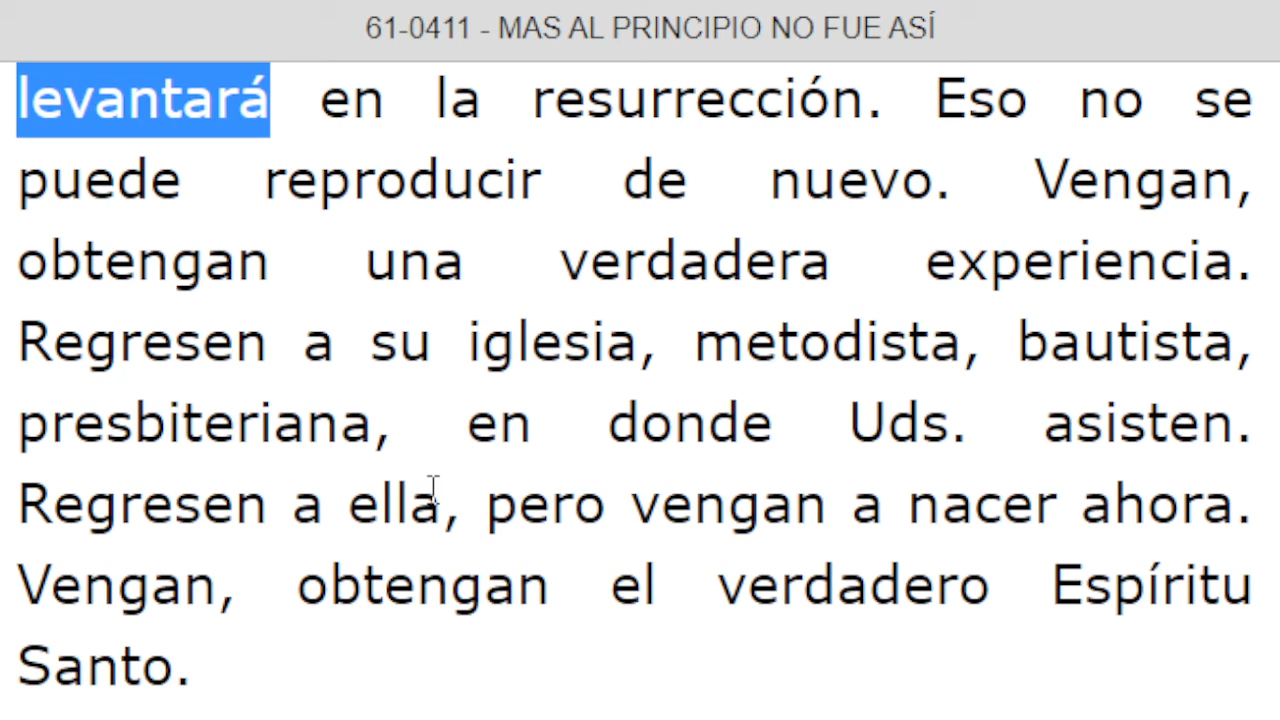 61-0411 - MAS AL PRINCIPIO NO FUE ASÍ
levantará en la resurrección. Eso no se
puede reproducir de nuevo. Vengan,
obtengan una verdadera experiencia.
Regresen a su iglesia, metodista, bautista,
presbiteriana, en donde Uds. asisten.
Regresen a ella, pero vengan a nacer ahora.
Vengan, obtengan el verdadero Espíritu
Santo.